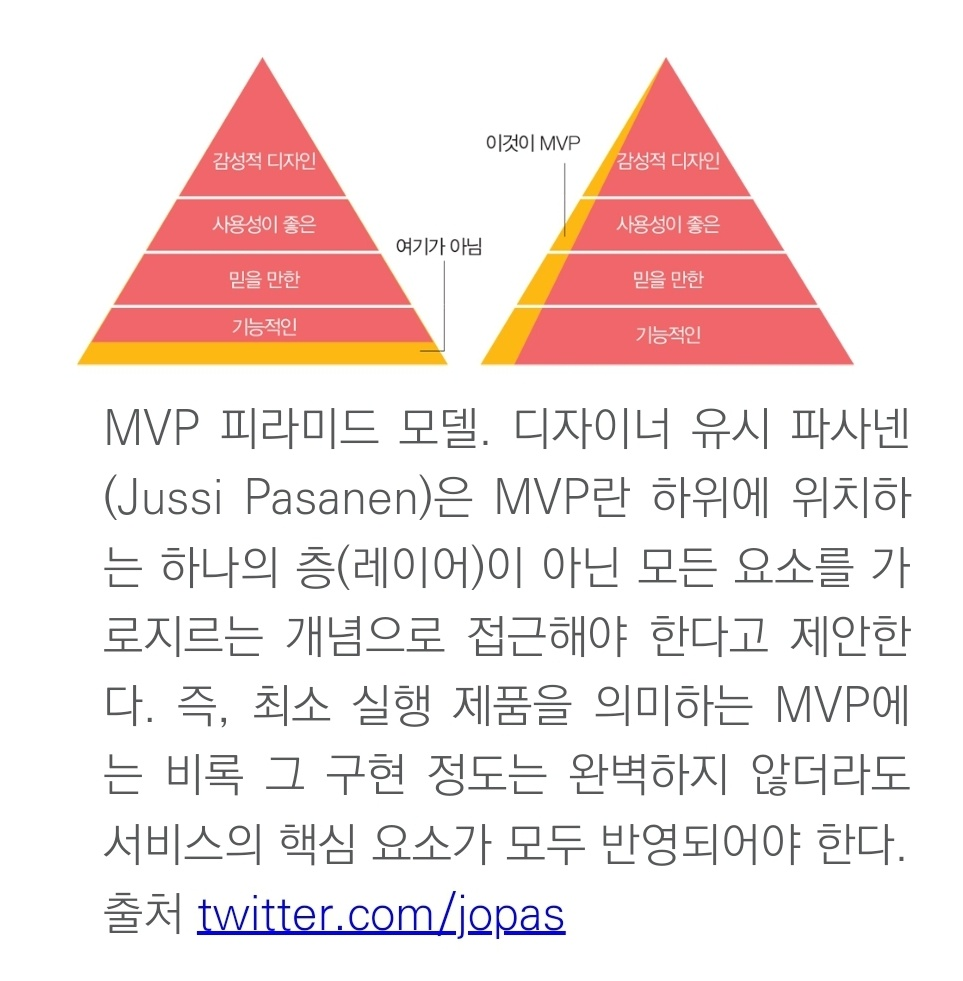 감성적 디자인
사용성이 좋은
믿을 만한
기능적인
여기가 아님
이것이 MVP
감성적 디자인
사용성이 좋은
믿을 만한
기능적인
MVP 피라미드 모델. 디자이너 유시 파사넨
(Jussi Pasanen)은 MVP란 하위에 위치하
는 하나의 층(레이어)이 아닌 모든 요소를 가
로지르는 개념으로 접근해야 한다고 제안한
다. 즉, 최소 실행 제품을 의미하는 MVP에
는 비록 그 구현 정도는 완벽하지 않더라도
서비스의 핵심 요소가 모두 반영되어야 한다.
출처 twitter.com/jopas